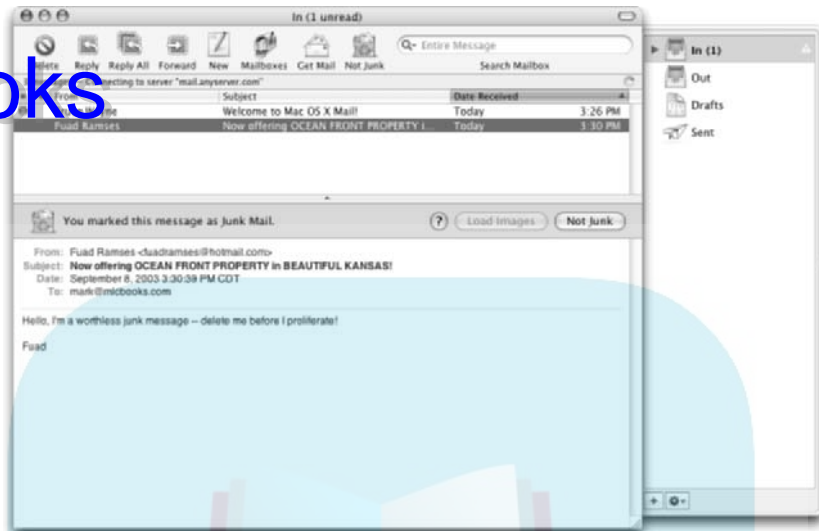 In (1 unread)
Delete Reply Reply All Forward New Mailboxes Get Mail Not Junk
Entire Message
Search Mailbox
oks
Connecting to server "mail.anyserver.com"
From Subject Date Received
Welcome to Mac OS X Mail! Today 3:26 PM
Fuad Ramses Now offering OCEAN FRONT PROPERTY i... Today 3:30 PM
You marked this message as Junk Mail. ? Load Images Not Junk
From: Fuad Ramses <fuadramses@hotmail.com>
Subject: Now offering OCEAN FRONT PROPERTY in BEAUTIFUL KANSAS!
Date: September 8, 2003 3:30:39 PM CDT
To: mark@mlcbooks.com
Hello, I'm a worthless junk message -- delete me before I proliferate!
Fuad
In (1)
Out
Drafts
Sent